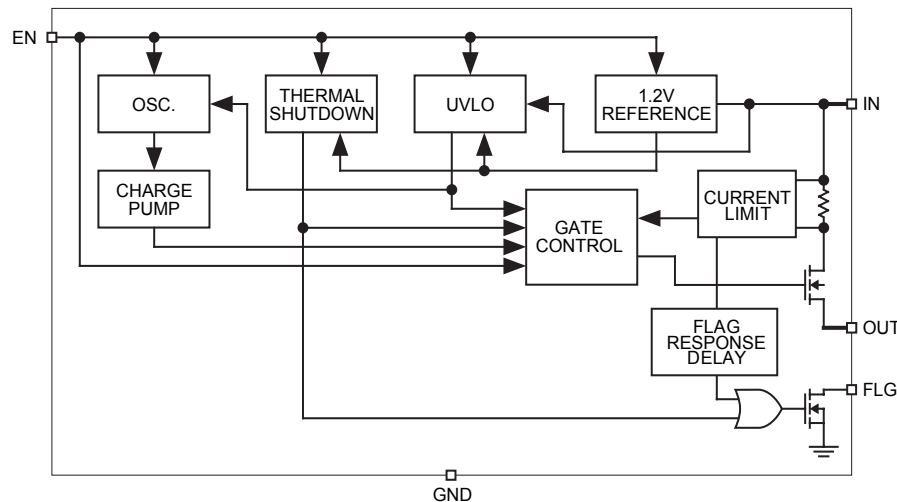 EN
OSC.
THERMAL
SHUTDOWN
UVLO
1.2V
REFERENCE
IN
CHARGE
PUMP
GATE
CONTROL
CURRENT
LIMIT
FLAG
RESPONSE
DELAY
OUT
FLG
GND